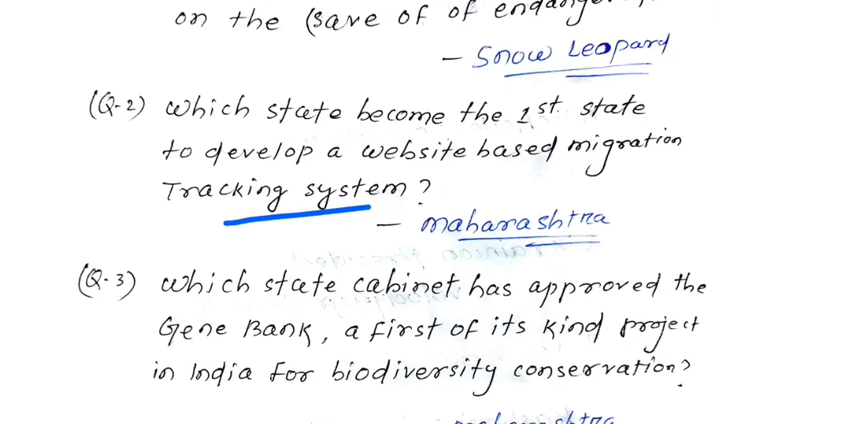 on the (save of of
- Snow Leopard
(Q-2) which state become the 1st state
to develop a website based migration
Tracking system?
- maharashtra
(Q-3) which state cabinet has approved the
Gene Bank, a first of its kind project
in India for biodiversity conservation?